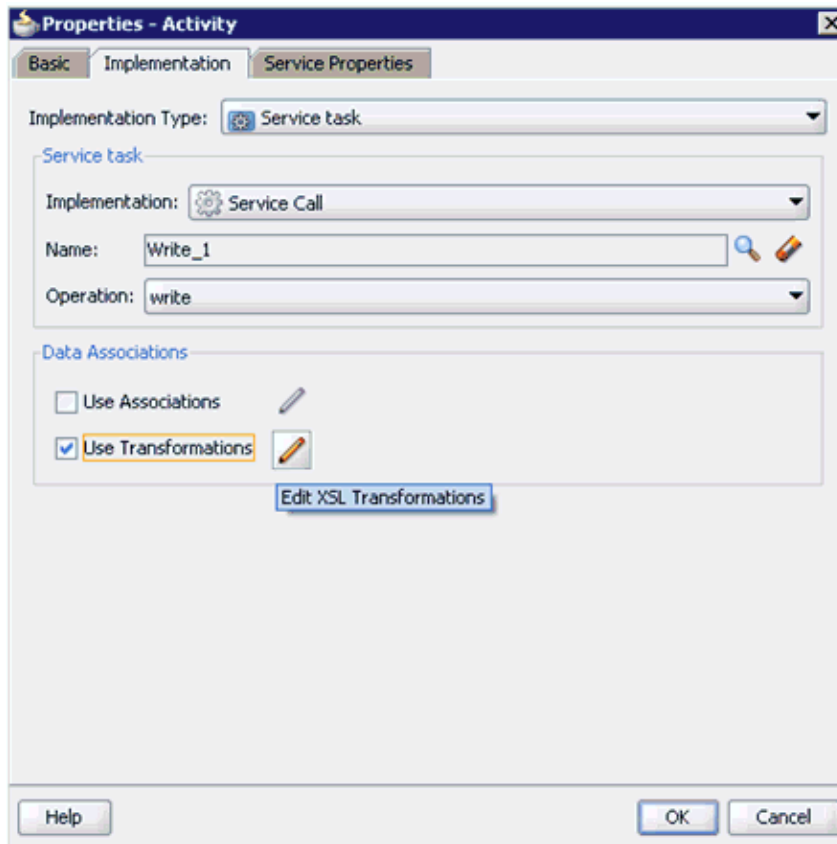 Properties - Activity
Basic Implementation Service Properties
Implementation Type: Service task
Service task
Implementation: Service Call
Name: Write_1
Operation: write
Data Associations
Use Associations
Use Transformations
Edit XSL Transformations
Help OK Cancel